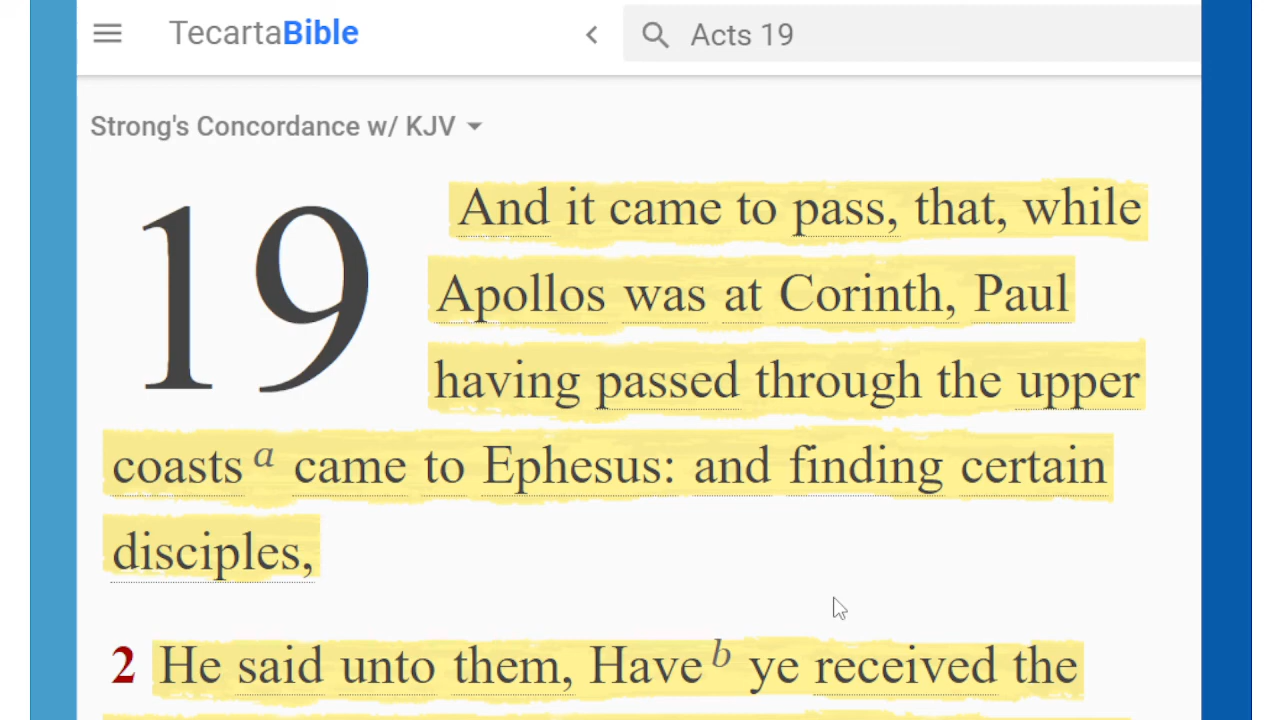 TecartaBible
Acts 19
Strong's Concordance w/ KJV
19
And it came to pass, that, while
Apollos was at Corinth, Paul
having passed through the upper
coasts a came to Ephesus: and finding certain
disciples,
2 He said unto them, Have b ye received the